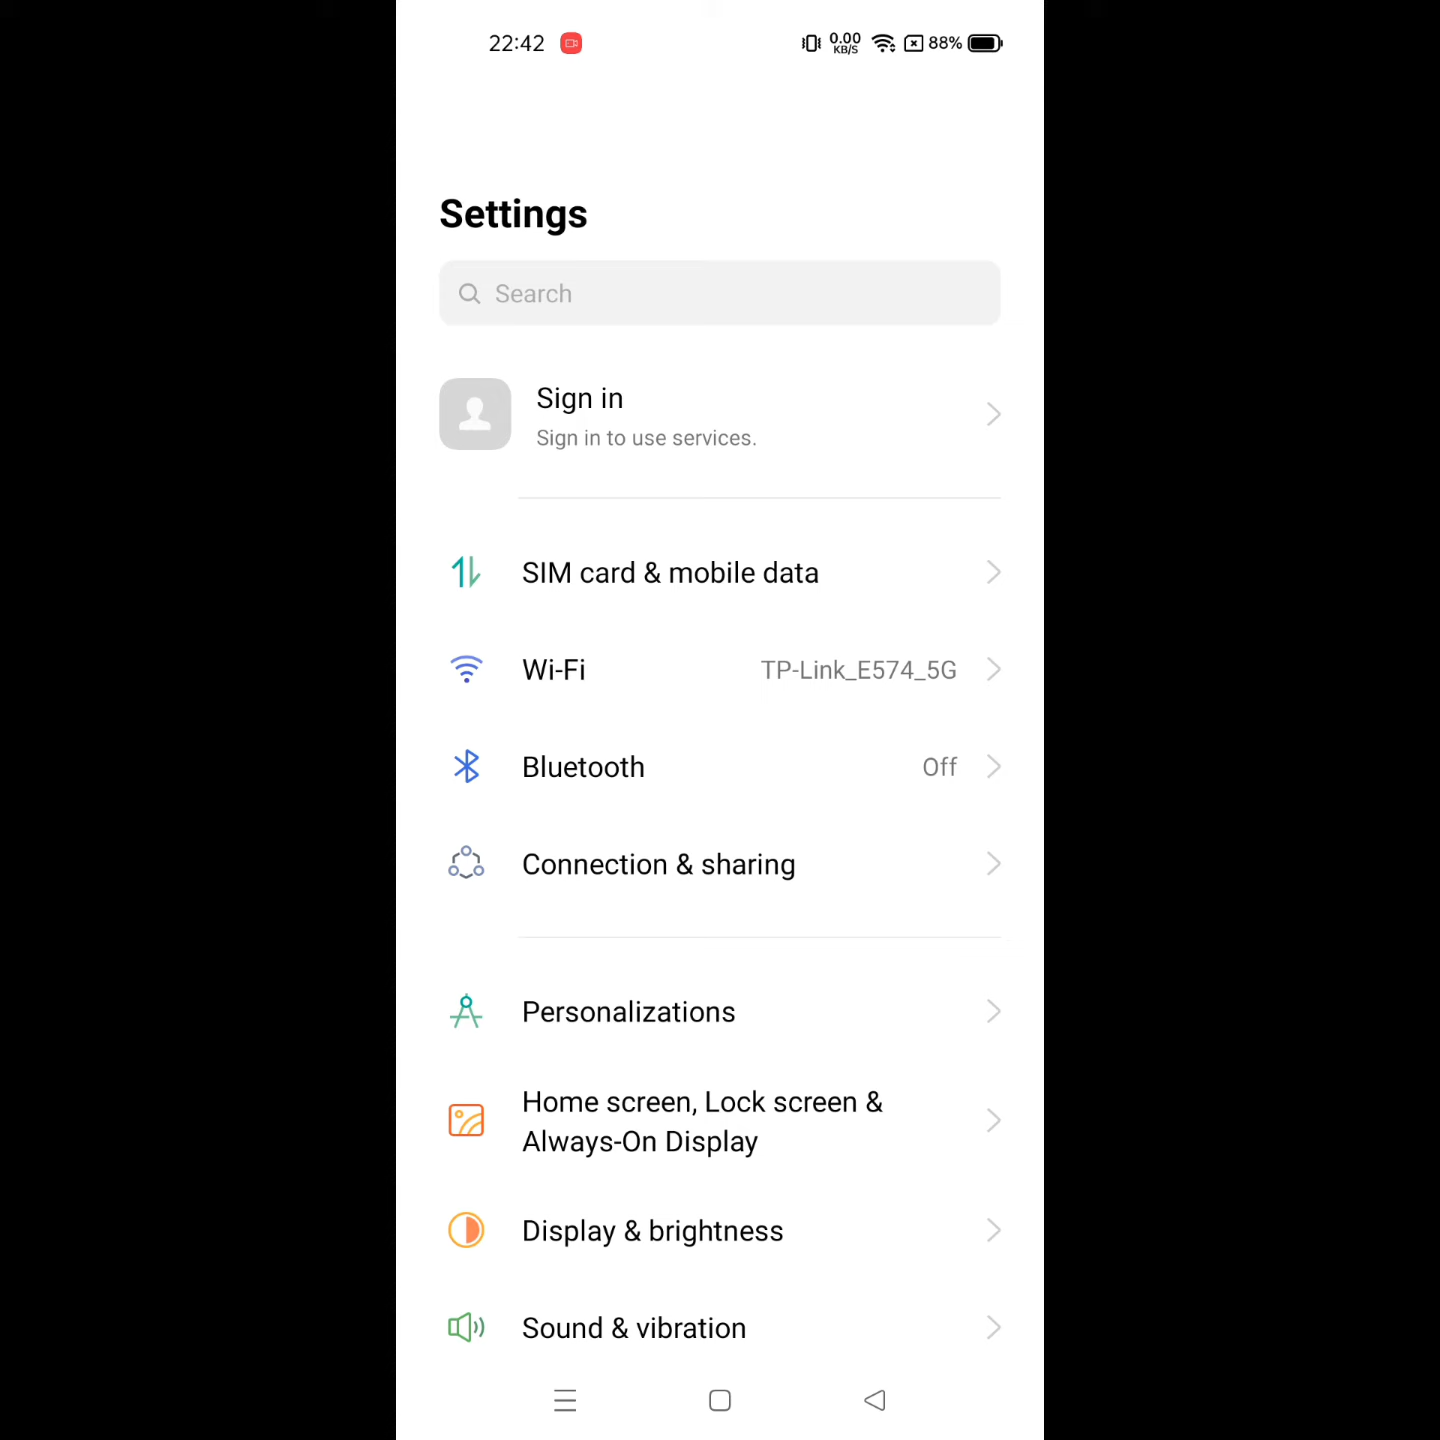 22:42
0.00
KB/S
88%
Settings
Search
Sign in
Sign in to use services.
SIM card & mobile data
Wi-Fi
TP-Link_E574_5G
Bluetooth
Off
Connection & sharing
Personalizations
Home screen, Lock screen &
Always-On Display
Display & brightness
Sound & vibration